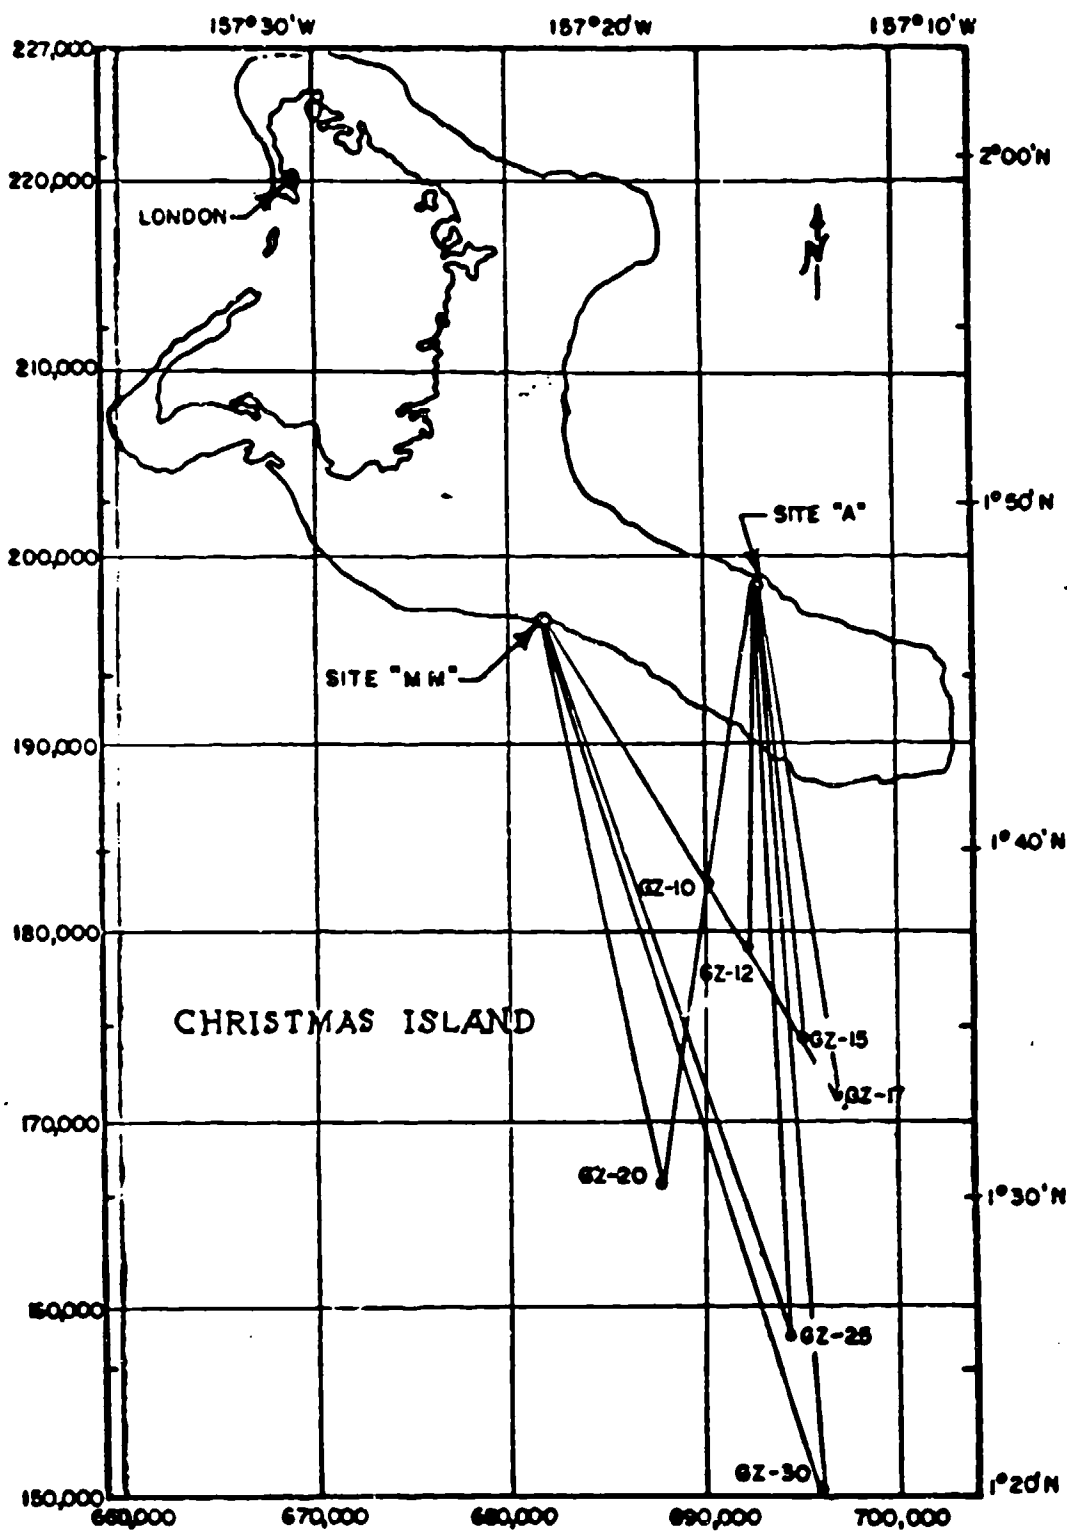 157°30'W 157°20'W 157°10'W
227,000
2°00'N
220,000
LONDON
N
210,000
1°50'N
SITE "A"
200,000
SITE "MM"
190,000
1°40'N
GZ-10
180,000
GZ-12
CHRISTMAS ISLAND
GZ-15
GZ-17
170,000
GZ-20
1°30'N
160,000
GZ-25
GZ-30
1°20'N
150,000
660,000 670,000 680,000 690,000 700,000